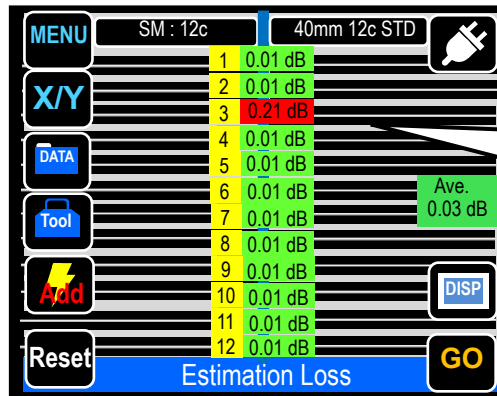 MENU SM : 12c 40mm 12c STD
X/Y
DATA
Tool
Add
Reset
1 0.01 dB
2 0.01 dB
3 0.21 dB
4 0.01 dB
5 0.01 dB
6 0.01 dB
7 0.01 dB
8 0.01 dB
9 0.01 dB
10 0.01 dB
11 0.01 dB
12 0.01 dB
Ave.
0.03 dB
DISP
GO
Estimation Loss